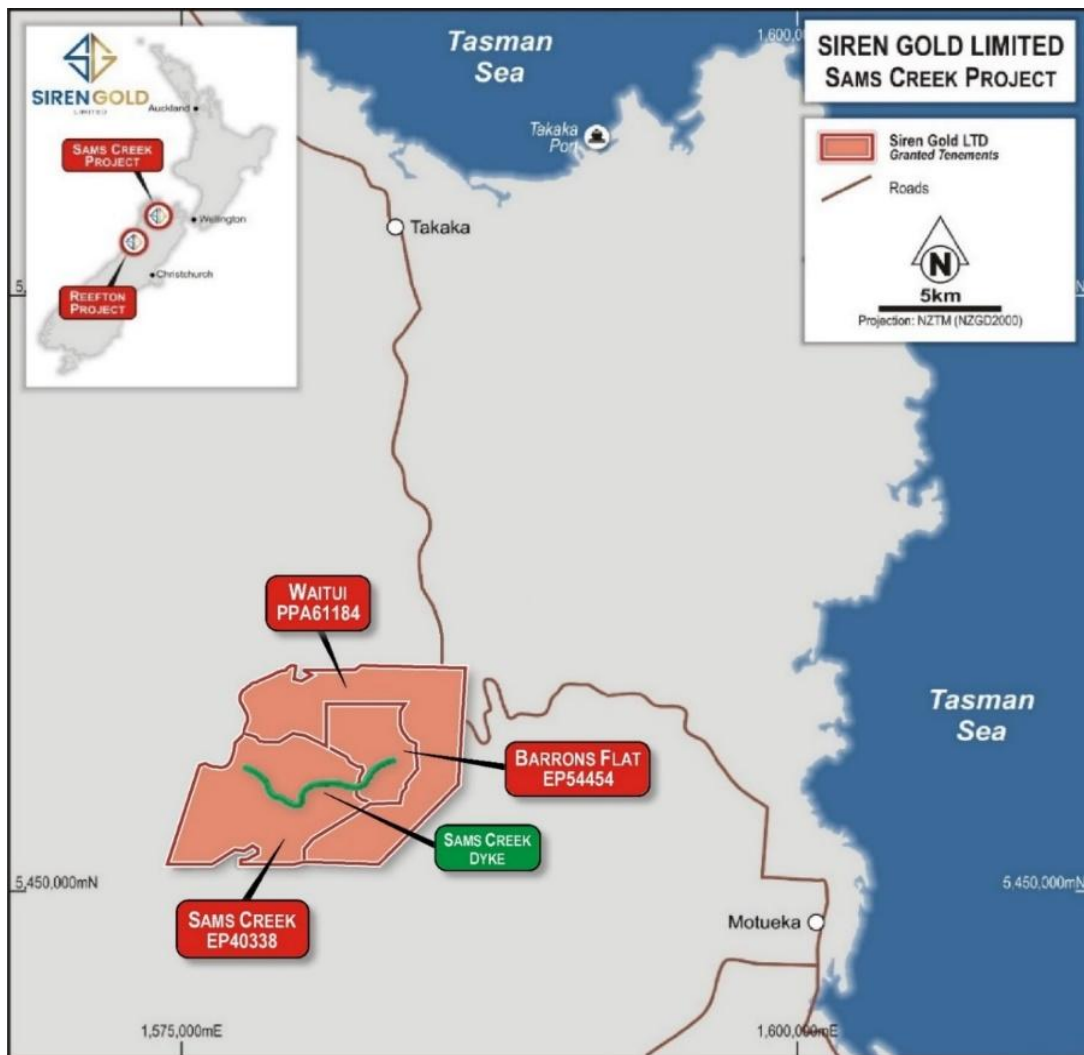 SIREN GOLD
LIMITED
Auckland
SAMS CREEK
PROJECT
Wellington
Christchurch
REEFTON
PROJECT
Tasman
Sea
1,600,000mE
SIREN GOLD LIMITED
SAMS CREEK PROJECT
Siren Gold LTD
Granted Tenements
Roads
N
5km
Projection: NZTM (NZGD2000)
Takaka
Port
Takaka
WAITUI
PPA61184
BARRONS FLAT
EP54454
SAMS CREEK
DYKE
SAMS CREEK
EP40338
Tasman
Sea
5,450,000mN
5,450,000mN
Motueka
1,575,000mE
1,600,000mE